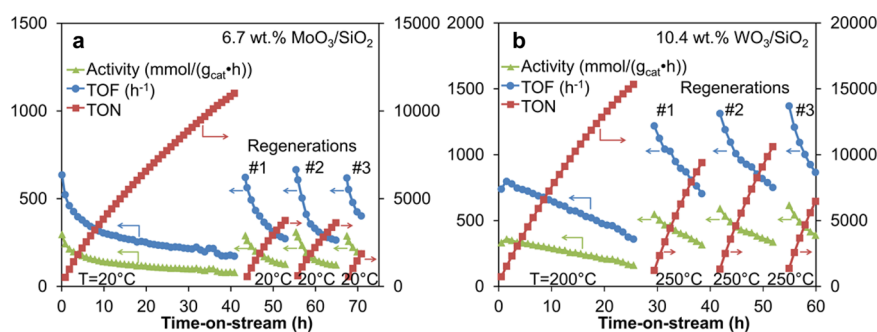 a
6.7 wt.% MoO₃/SiO₂
Activity (mmol/(g_cat•h))
TOF (h⁻¹)
TON
Regenerations
#1 #2 #3
T=20°C 20°C 20°C 20°C
1500
1000
500
0
15000
10000
5000
0
0 10 20 30 40 50 60 70
Time-on-stream (h)
b
10.4 wt.% WO₃/SiO₂
Activity (mmol/(g_cat•h))
TOF (h⁻¹)
TON
Regenerations
#1 #2 #3
T=200°C 250°C 250°C 250°C
2000
1500
1000
500
0
20000
15000
10000
5000
0
0 10 20 30 40 50 60
Time-on-stream (h)